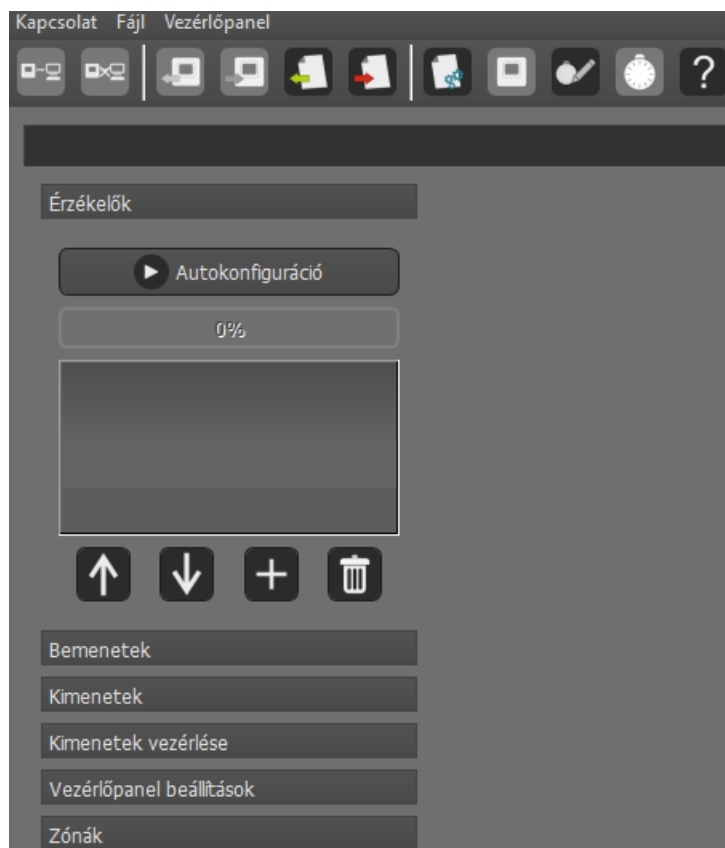 Kapcsolat Fájl Vezérlőpanel
?
Érzékelők
Autokonfiguráció
0%
Bemenetek
Kimenetek
Kimenetek vezérlése
Vezérlőpanel beállítások
Zónák